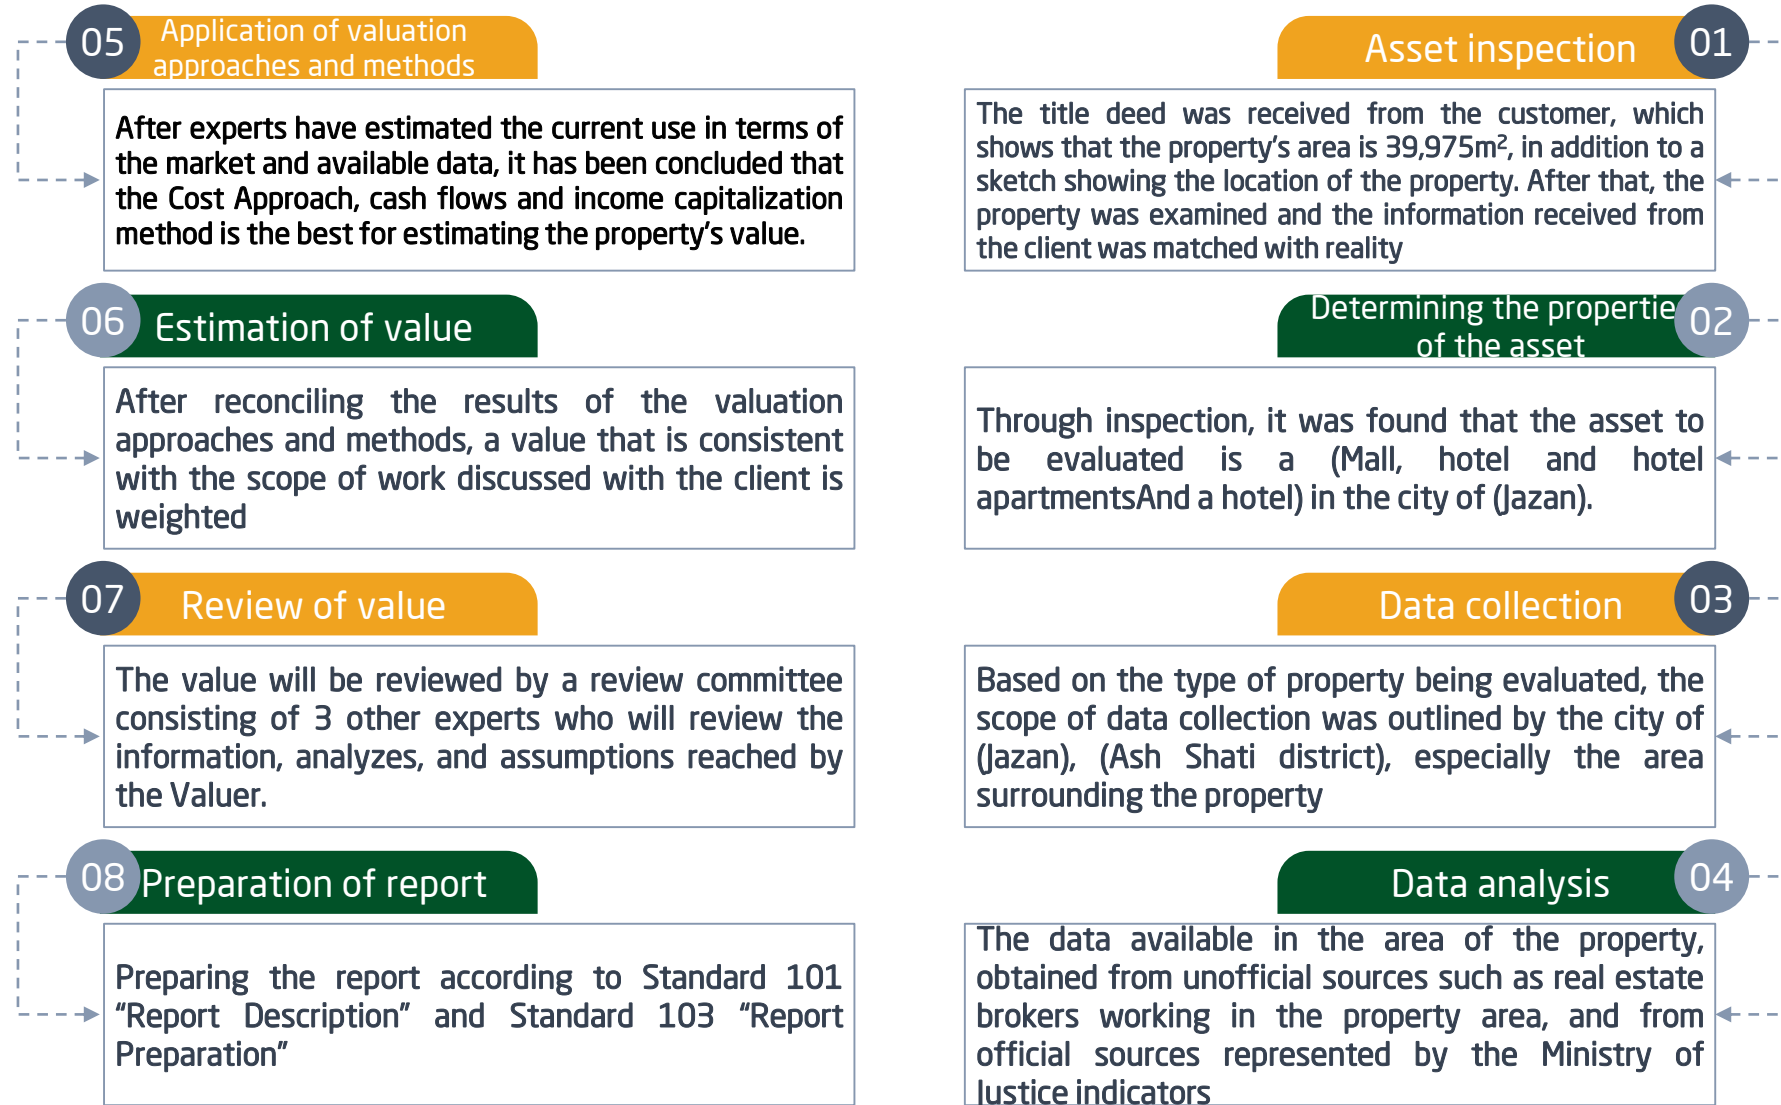 01
Asset inspection
The title deed was received from the customer, which
shows that the property's area is 39,975m², in addition to a
sketch showing the location of the property. After that, the
property was examined and the information received from
the client was matched with reality
02
Determining the propertie
of the asset
Through inspection, it was found that the asset to
be evaluated is a (Mall, hotel and hotel
apartmentsAnd a hotel) in the city of (Jazan).
03
Data collection
Based on the type of property being evaluated, the
scope of data collection was outlined by the city of
(Jazan), (Ash Shati district), especially the area
surrounding the property
04
Data analysis
The data available in the area of the property,
obtained from unofficial sources such as real estate
brokers working in the property area, and from
official sources represented by the Ministry of
Justice indicators
05
Application of valuation
approaches and methods
After experts have estimated the current use in terms of
the market and available data, it has been concluded that
the Cost Approach, cash flows and income capitalization
method is the best for estimating the property's value.
06
Estimation of value
After reconciling the results of the valuation
approaches and methods, a value that is consistent
with the scope of work discussed with the client is
weighted
07
Review of value
The value will be reviewed by a review committee
consisting of 3 other experts who will review the
information, analyzes, and assumptions reached by
the Valuer.
08
Preparation of report
Preparing the report according to Standard 101
“Report Description” and Standard 103 “Report
Preparation”